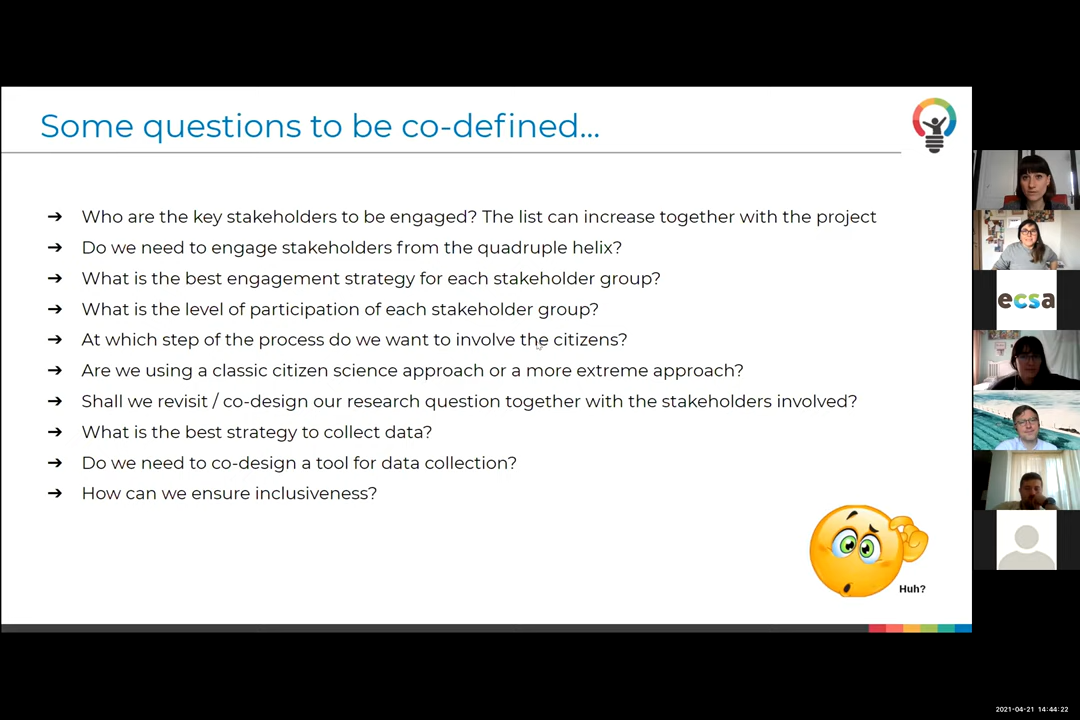 Some questions to be co-defined...
➔ Who are the key stakeholders to be engaged? The list can increase together with the project
➔ Do we need to engage stakeholders from the quadruple helix?
➔ What is the best engagement strategy for each stakeholder group?
➔ What is the level of participation of each stakeholder group?
➔ At which step of the process do we want to involve the citizens?
➔ Are we using a classic citizen science approach or a more extreme approach?
➔ Shall we revisit / co-design our research question together with the stakeholders involved?
➔ What is the best strategy to collect data?
➔ Do we need to co-design a tool for data collection?
➔ How can we ensure inclusiveness?
Huh?
ecsa
2021-04-21 14:44:22